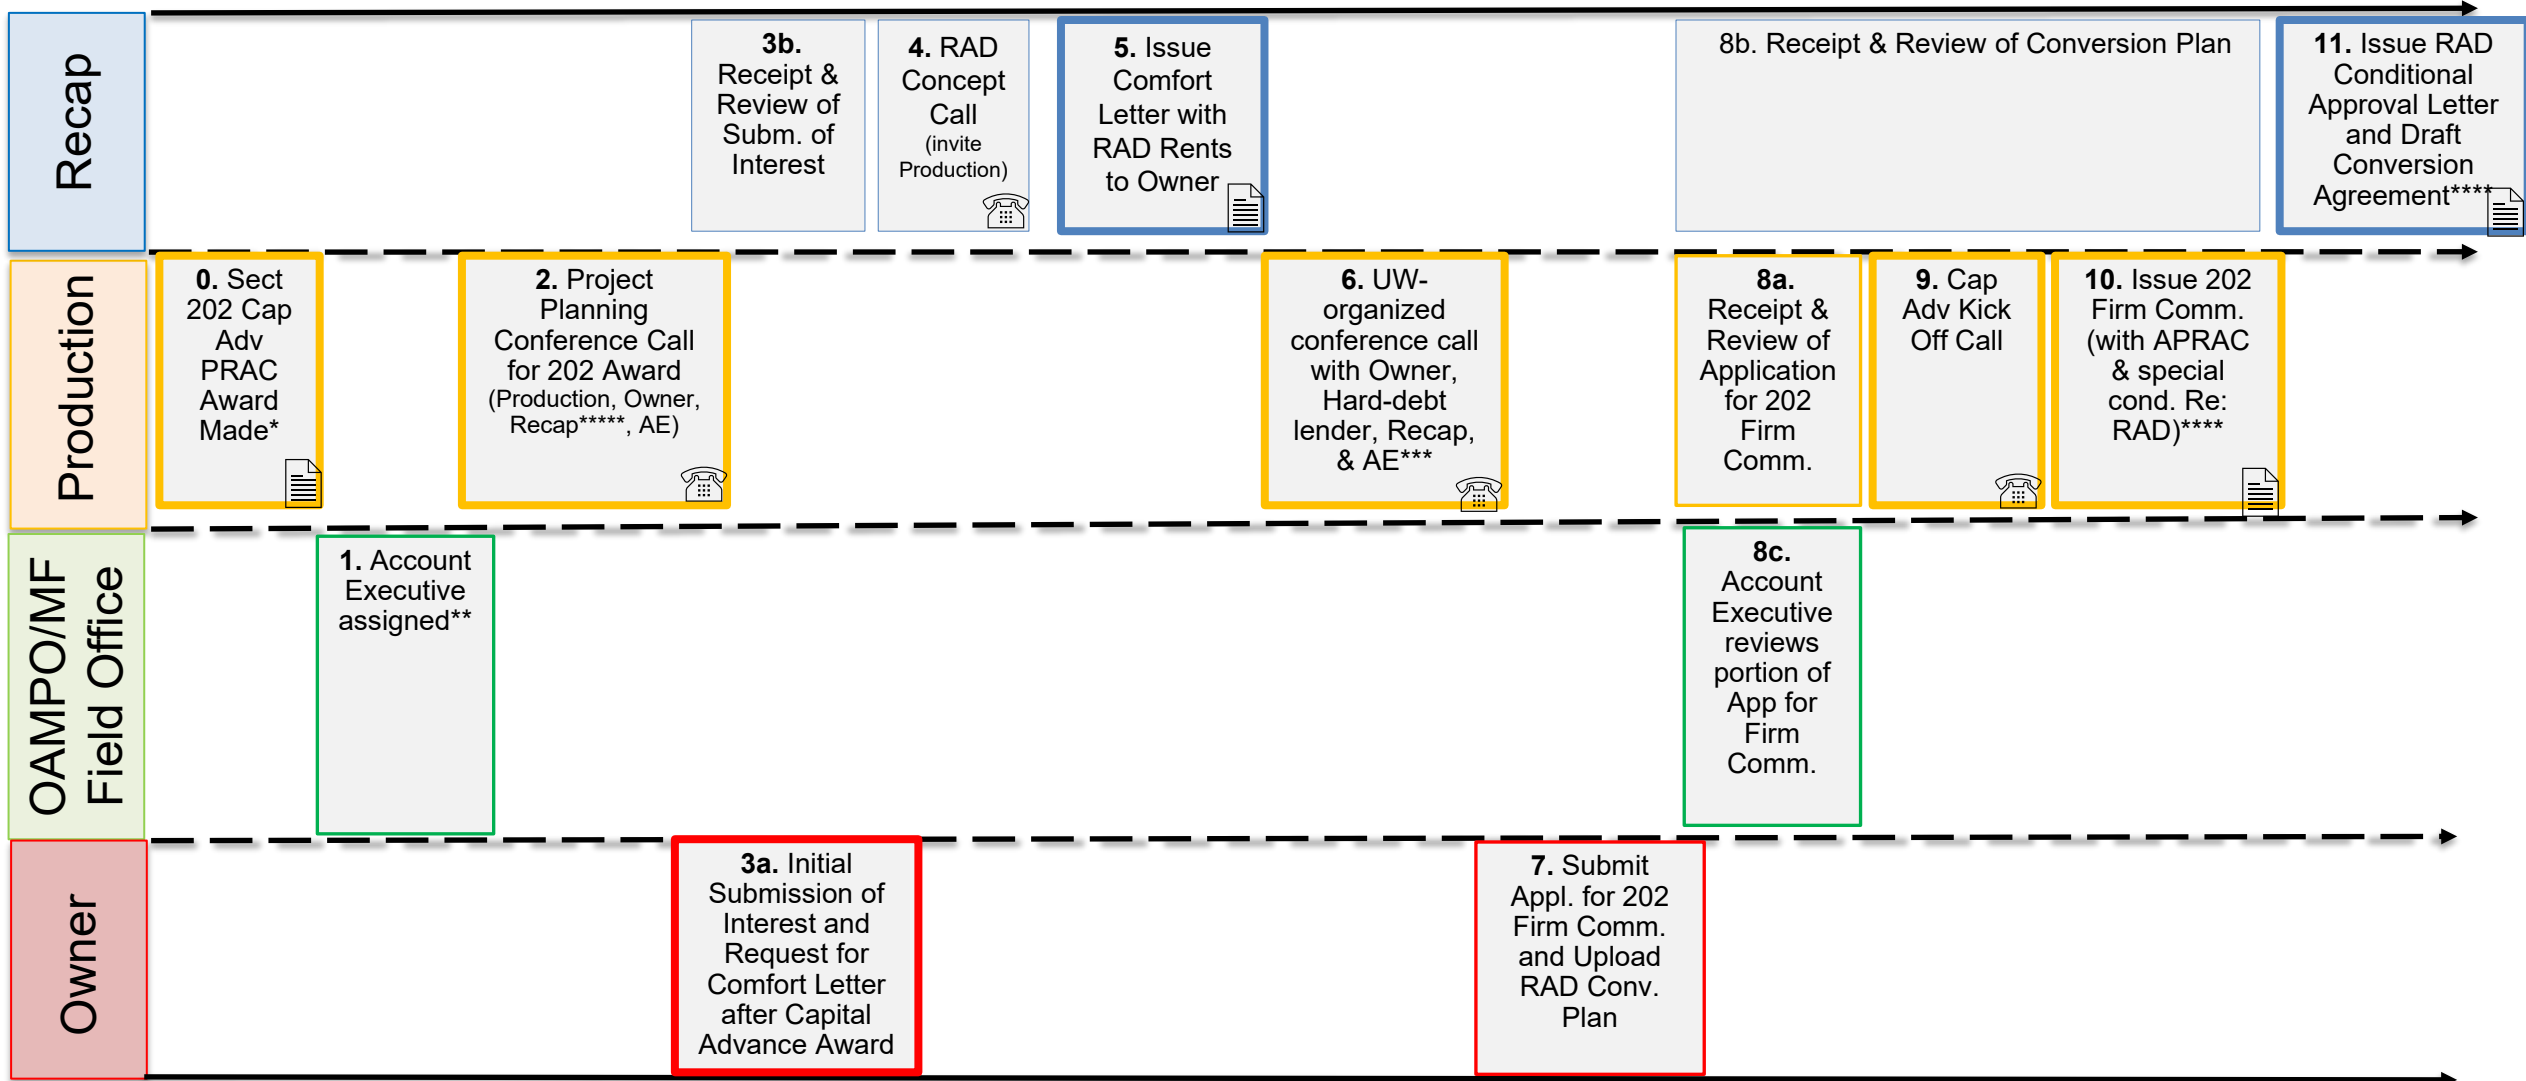 Recap
3b.
Receipt &
Review of
Subm. of
Interest
4. RAD
Concept
Call
(invite
Production)
5. Issue
Comfort
Letter with
RAD Rents
to Owner
8b. Receipt & Review of Conversion Plan
11. Issue RAD
Conditional
Approval Letter
and Draft
Conversion
Agreement****
Production
0. Sect
202 Cap
Adv
PRAC
Award
Made*
2. Project
Planning
Conference Call
for 202 Award
(Production, Owner,
Recap*****, AE)
6. UW-
organized
conference call
with Owner,
Hard-debt
lender, Recap,
& AE***
8a.
Receipt &
Review of
Application
for 202
Firm
Comm.
9. Cap
Adv Kick
Off Call
10. Issue 202
Firm Comm.
(with APRAC
& special
cond. Re:
RAD)****
OAMPO/MF
Field Office
1. Account
Executive
assigned**
8c.
Account
Executive
reviews
portion of
App for
Firm
Comm.
Owner
3a. Initial
Submission of
Interest and
Request for
Comfort Letter
after Capital
Advance Award
7. Submit
Appl. for 202
Firm Comm.
and Upload
RAD Conv.
Plan